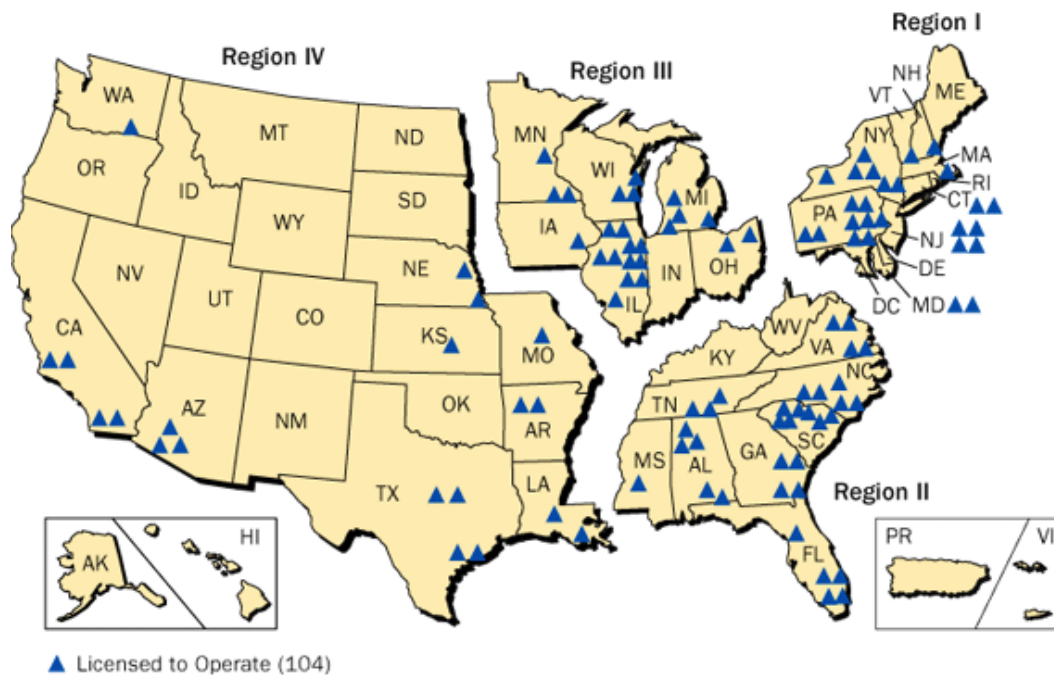 Region I
Region IV
Region III
NH
VT
ME
WA
MT
ND
MN
NY
OR
ID
WI
MA
SD
MI
RI
CT
WY
PA
IA
NJ
NV
NE
IN
OH
DE
UT
IL
DC
MD
CA
CO
WV
VA
KS
MO
KY
NC
AZ
NM
OK
TN
AR
SC
MS
AL
GA
TX
LA
Region II
HI
PR
VI
AK
FL
Licensed to Operate (104)